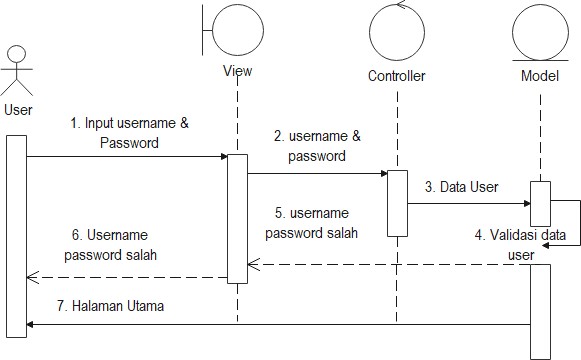 View
Controller
Model
User
1. Input username &
Password
2. username &
password
3. Data User
4. Validasi data
user
5. username
password salah
6. Username
password salah
7. Halaman Utama